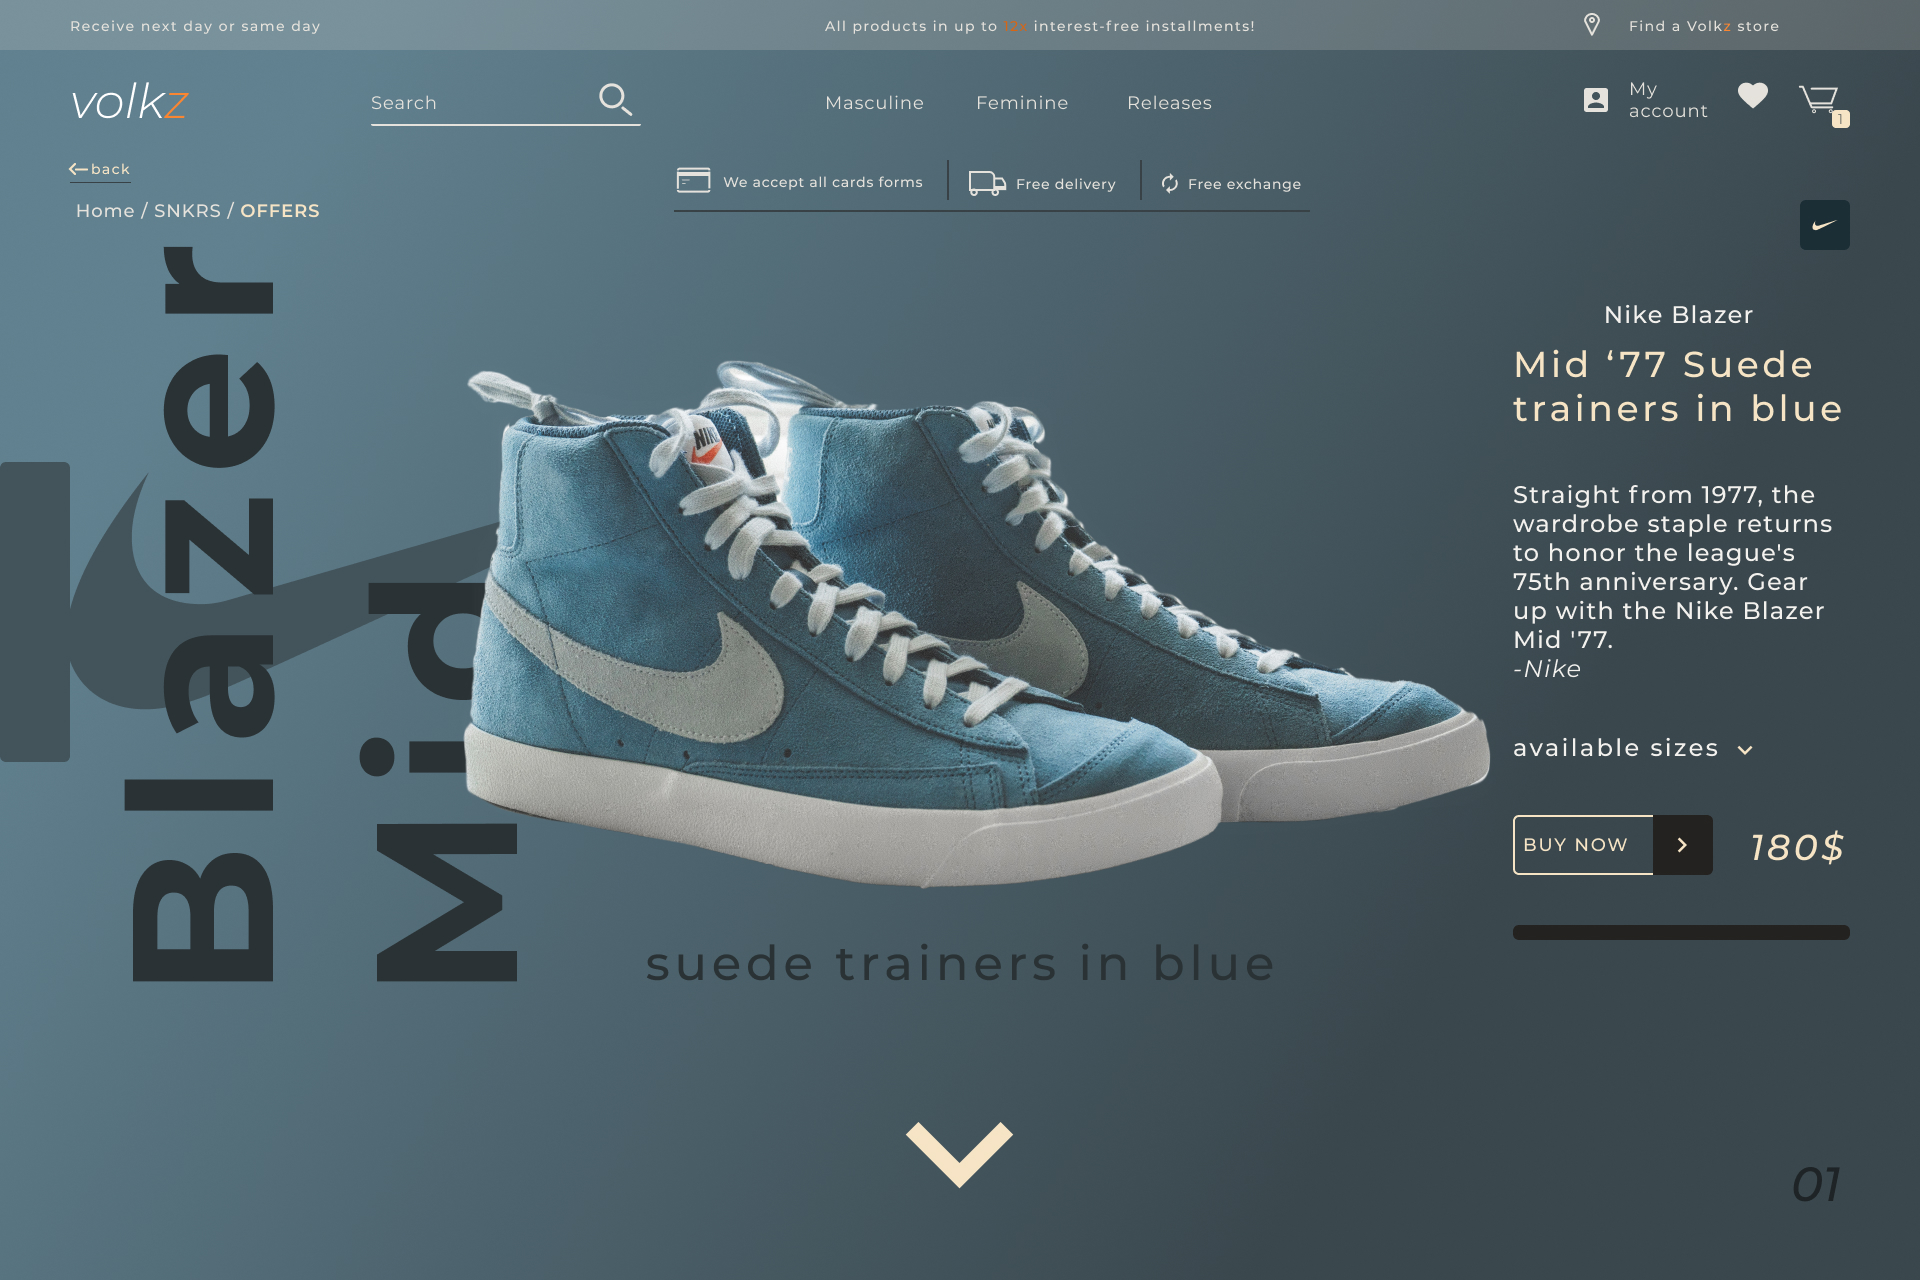 Receive next day or same day
All products in up to 12x interest-free installments!
Find a Volkz store
volkz
Search
Masculine
Feminine
Releases
My
account
1
back
We accept all cards forms
Free delivery
Free exchange
Home / SNKRS / OFFERS
Blazer
Mid
NIKE
Nike Blazer
Mid ‘77 Suede
trainers in blue
Straight from 1977, the
wardrobe staple returns
to honor the league's
75th anniversary. Gear
up with the Nike Blazer
Mid '77.
-Nike
available sizes
BUY NOW
180$
suede trainers in blue
01